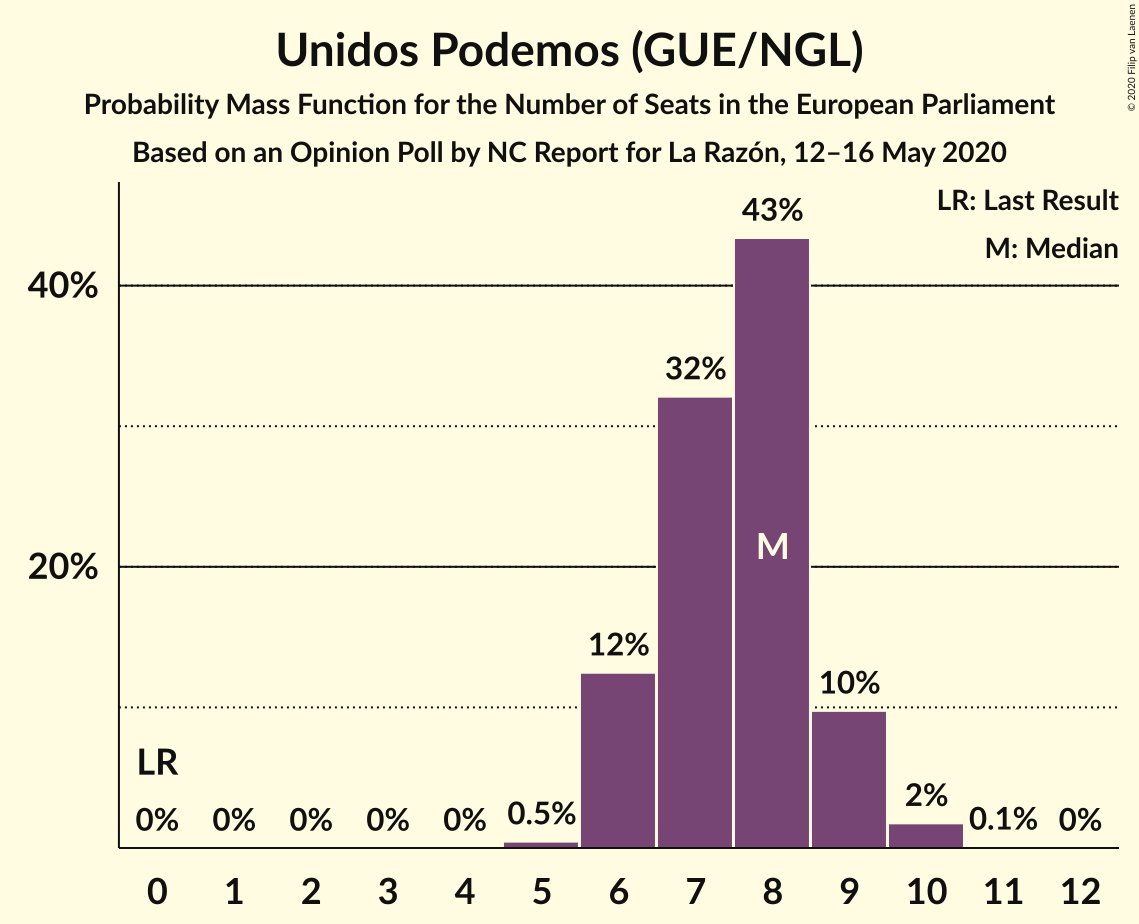 Unidos Podemos (GUE/NGL)
Probability Mass Function for the Number of Seats in the European Parliament
Based on an Opinion Poll by NC Report for La Razón, 12–16 May 2020
© 2020 Filip van Laenen
LR: Last Result
M: Median
43%
40%
32%
M
20%
12%
10%
LR
0% 0% 0% 0% 0% 0.5% 2% 0.1% 0%
0 1 2 3 4 5 6 7 8 9 10 11 12